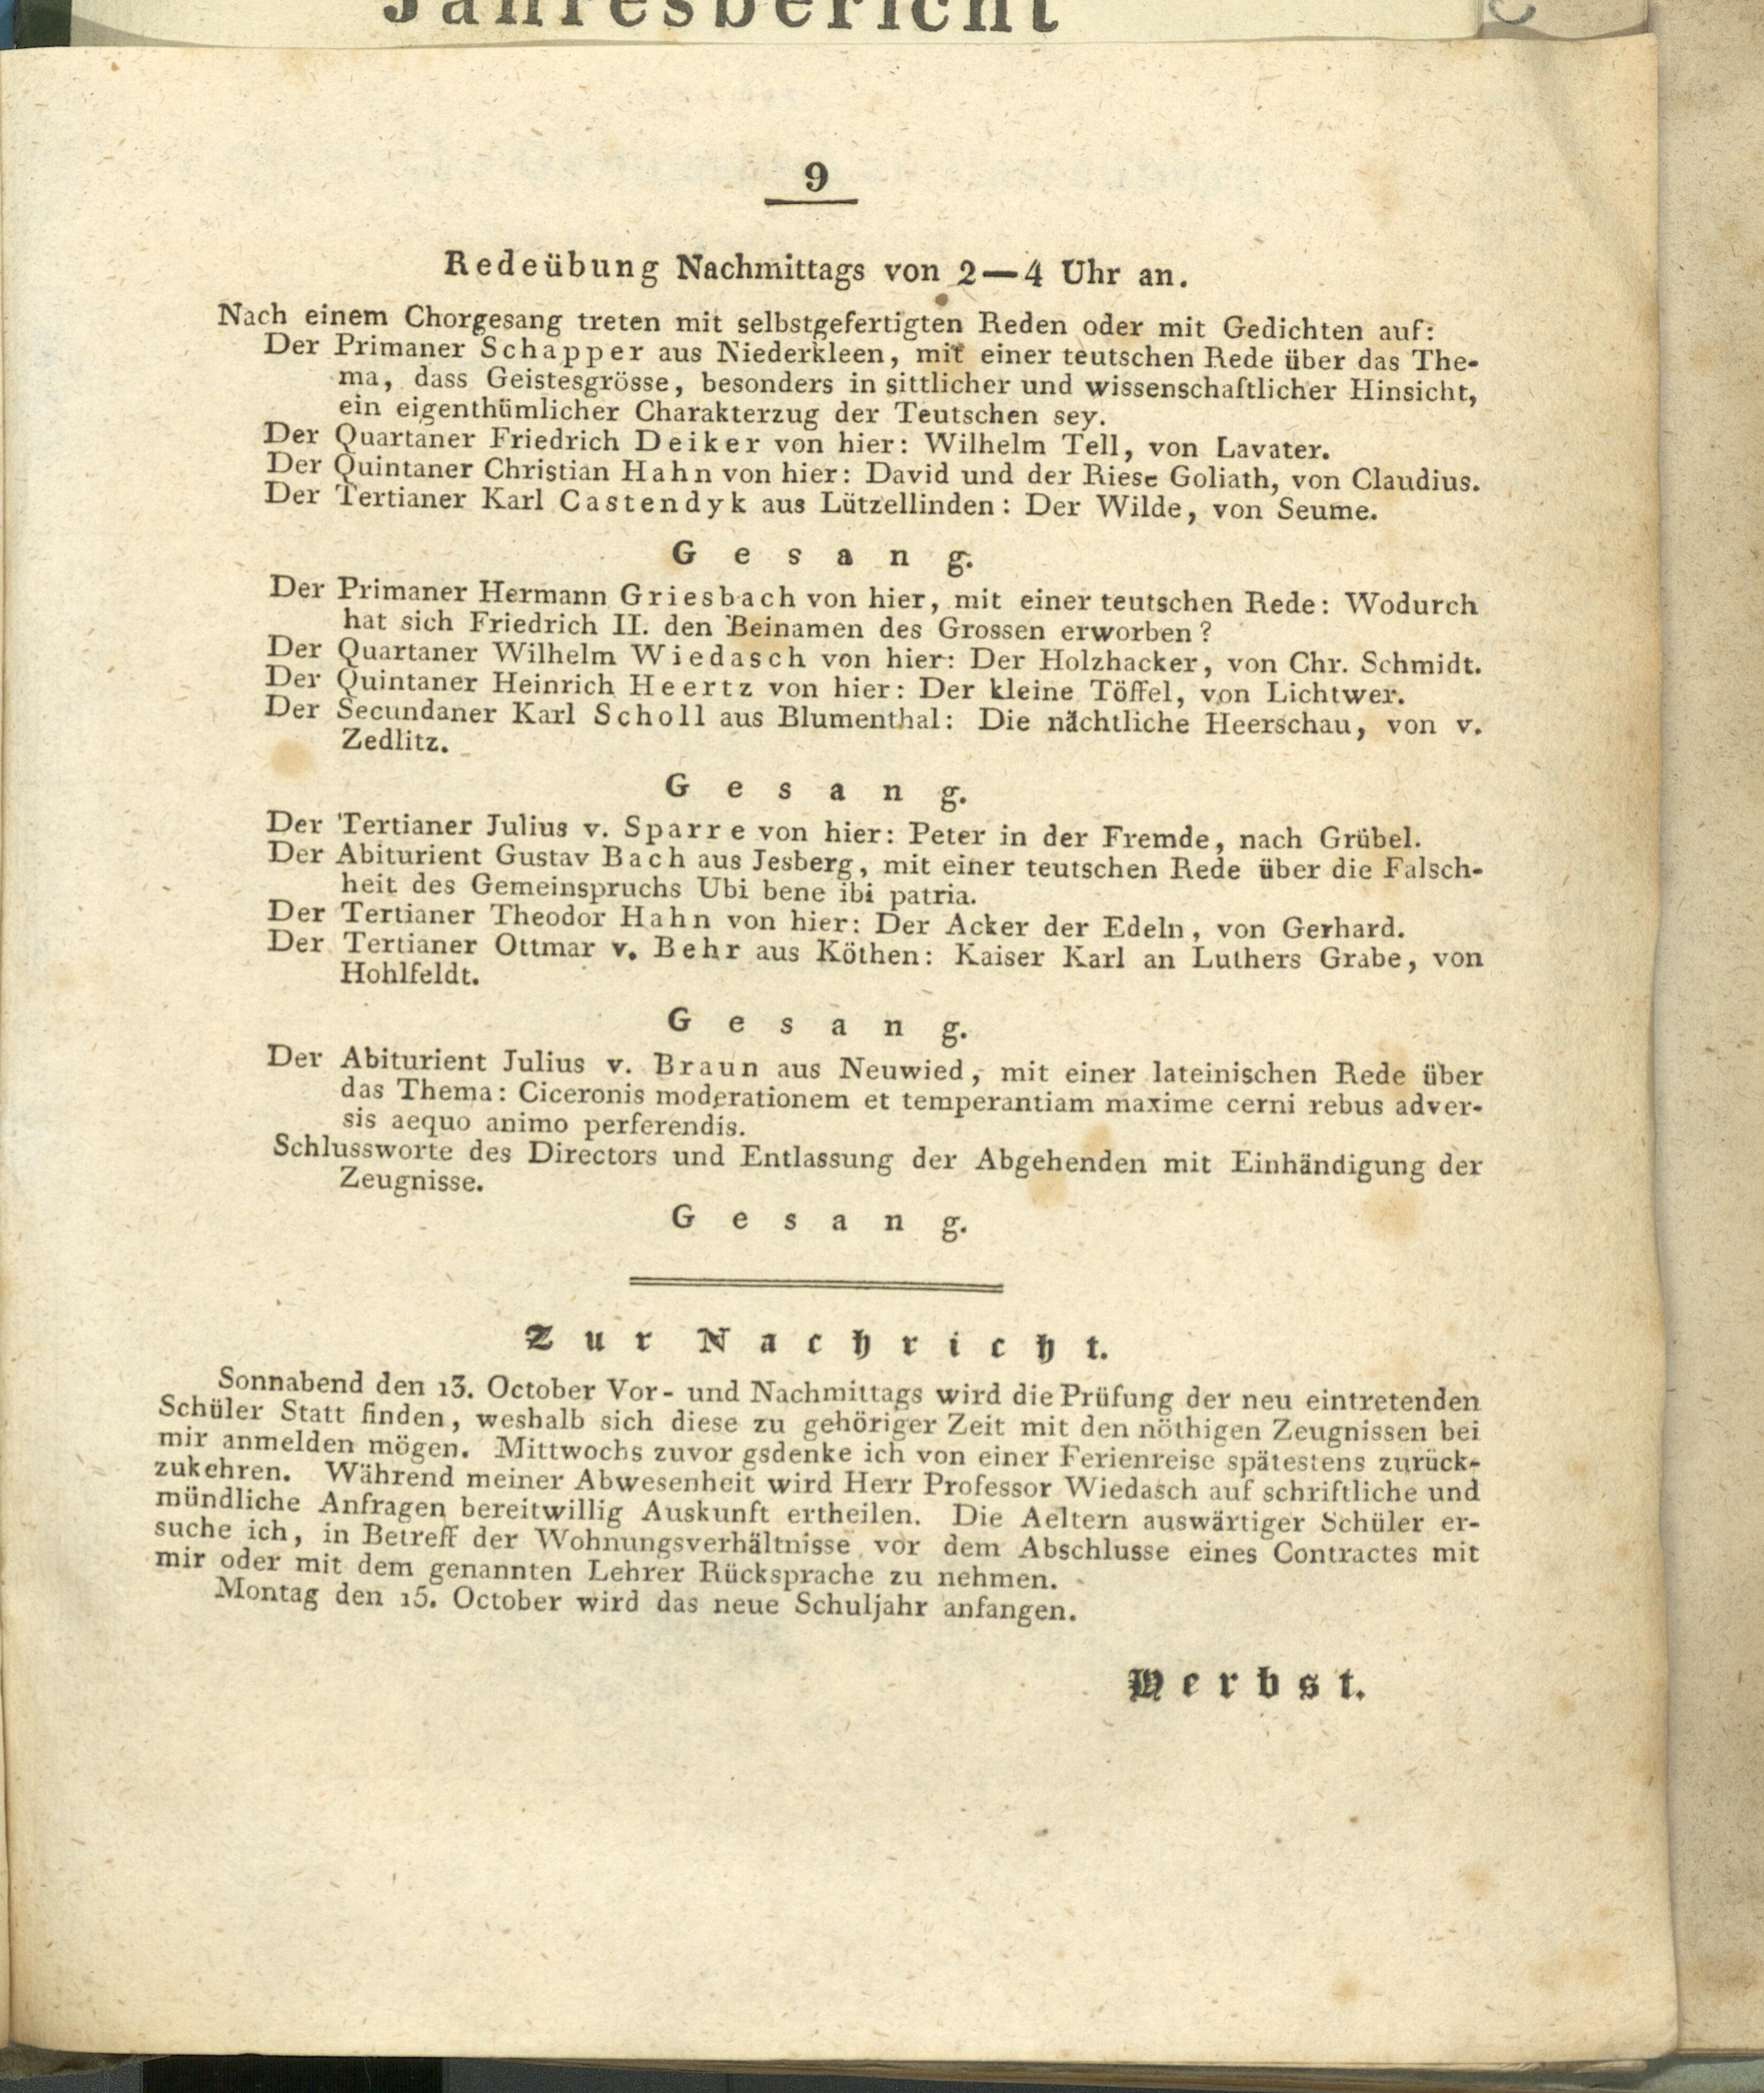 Jahresbericht
9
Redeübung Nachmittags von 2—4 Uhr an.
Nach einem Chorgesang treten mit selbstgefertigten Reden oder mit Gedichten auf:
Der Primaner Schapper aus Niederkleen, mit einer teutschen Rede über das The-
ma, dass Geistesgrösse, besonders in sittlicher und wissenschaftlicher Hinsicht,
ein eigenthümlicher Charakterzug der Teutschen sey.
Der Quartaner Friedrich Deiker von hier: Wilhelm Tell, von Lavater.
Der Quintaner Christian Hahn von hier: David und der Riese Goliath, von Claudius.
Der Tertianer Karl Castendyk aus Lützellinden: Der Wilde, von Seume.
Gesang.
Der Primaner Hermann Griesbach von hier, mit einer teutschen Rede: Wodurch
hat sich Friedrich II. den Beinamen des Grossen erworben?
Der Quartaner Wilhelm Wiedasch von hier: Der Holzhacker, von Chr. Schmidt.
Der Quintaner Heinrich Heertz von hier: Der kleine Töffel, von Lichtwer.
Der Secundaner Karl Scholl aus Blumenthal: Die nächtliche Heerschau, von v.
Zedlitz.
Gesang.
Der Tertianer Julius v. Sparre von hier: Peter in der Fremde, nach Grübel.
Der Abiturient Gustav Bach aus Jesberg, mit einer teutschen Rede über die Falsch-
heit des Gemeinspruchs Ubi bene ibi patria.
Der Tertianer Theodor Hahn von hier: Der Acker der Edeln, von Gerhard.
Der Tertianer Ottmar v. Behr aus Köthen: Kaiser Karl an Luthers Grabe, von
Hohlfeldt.
Gesang.
Der Abiturient Julius v. Braun aus Neuwied, mit einer lateinischen Rede über
das Thema: Ciceronis moderationem et temperantiam maxime cerni rebus adver-
sis aequo animo perferendis.
Schlussworte des Directors und Entlassung der Abgehenden mit Einhändigung der
Zeugnisse.
Gesang.
Zur Nachricht.
Sonnabend den 13. October Vor- und Nachmittags wird die Prüfung der neu eintretenden
Schüler Statt finden, weshalb sich diese zu gehöriger Zeit mit den nöthigen Zeugnissen bei
mir anmelden mögen. Mittwochs zuvor gsdenke ich von einer Ferienreise spätestens zurück-
zukehren. Während meiner Abwesenheit wird Herr Professor Wiedasch auf schriftliche und
mündliche Anfragen bereitwillig Auskunft ertheilen. Die Aeltern auswärtiger Schüler er-
suche ich, in Betreff der Wohnungsverhältnisse vor dem Abschlusse eines Contractes mit
mir oder mit dem genannten Lehrer Rücksprache zu nehmen.
Montag den 15. October wird das neue Schuljahr anfangen.
Herbst.